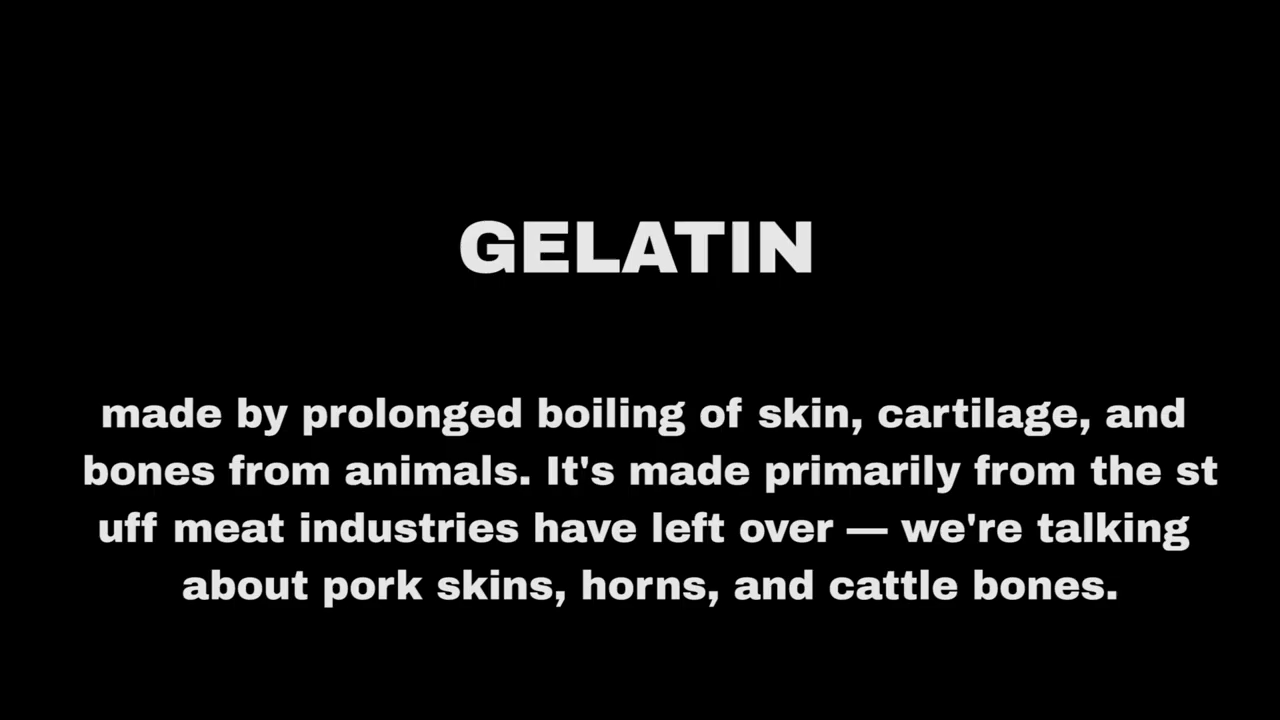 GELATIN
made by prolonged boiling of skin, cartilage, and
bones from animals. It's made primarily from the st
uff meat industries have left over — we're talking
about pork skins, horns, and cattle bones.